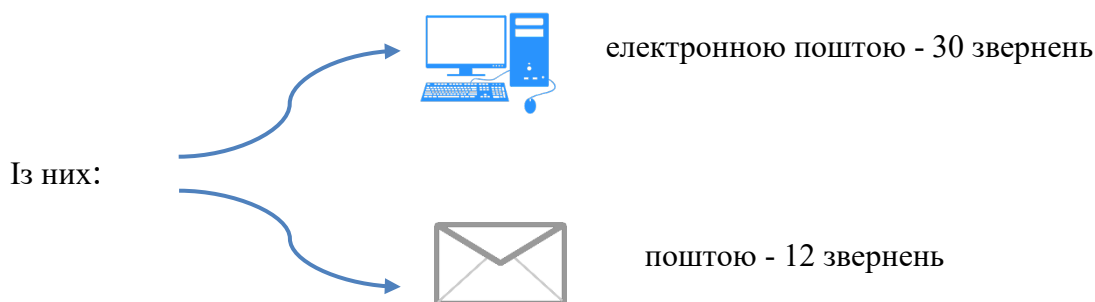 електронною поштою - 30 звернень
Із них:
поштою - 12 звернень